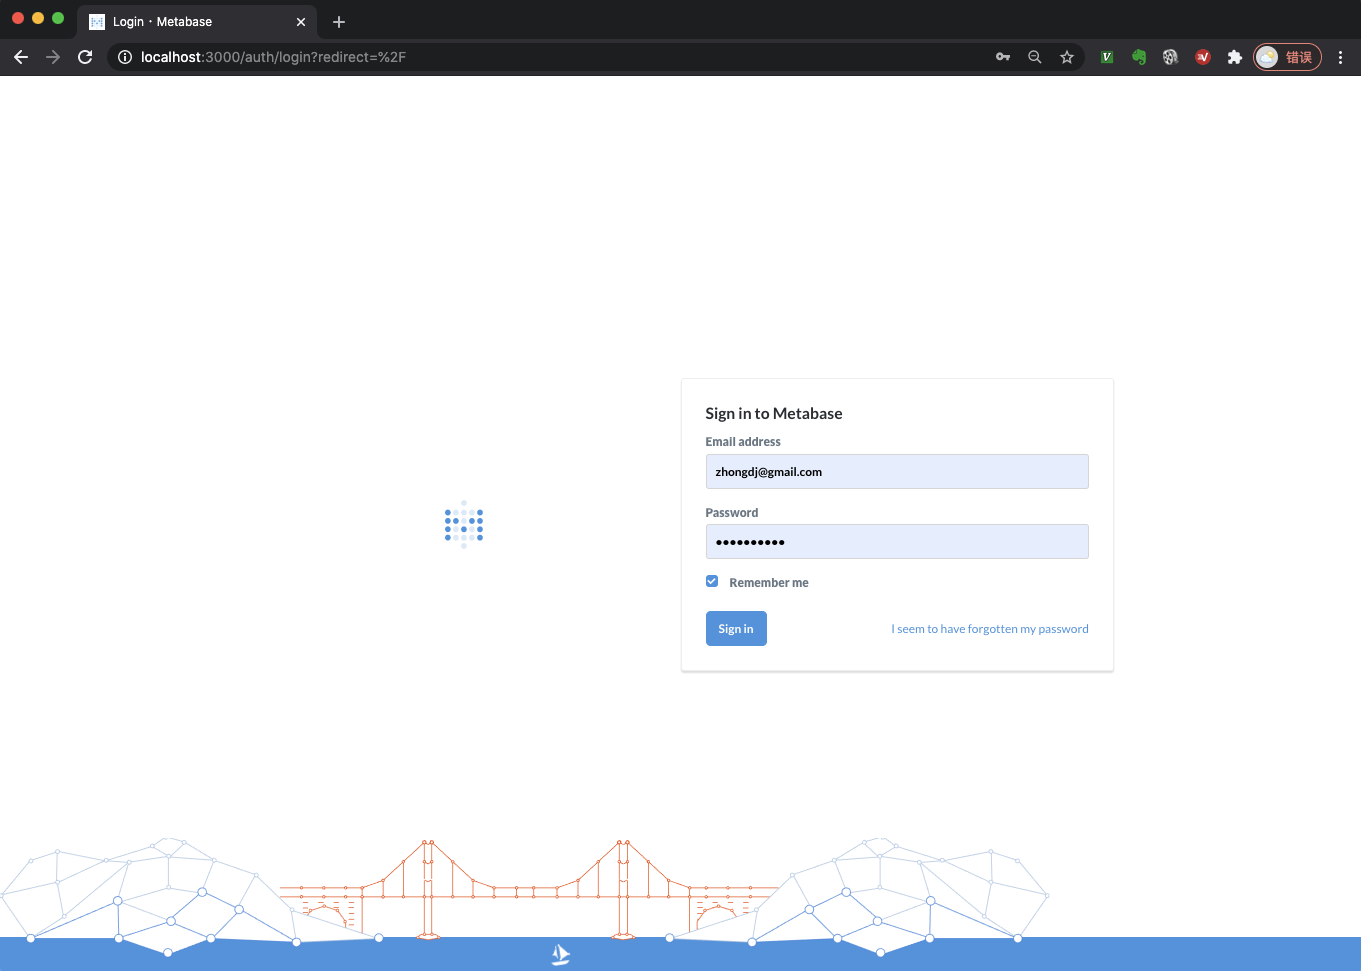 Login · Metabase
localhost:3000/auth/login?redirect=%2F
错误
Sign in to Metabase
Email address
zhongdj@gmail.com
Password
••••••••••
Remember me
Sign in
I seem to have forgotten my password